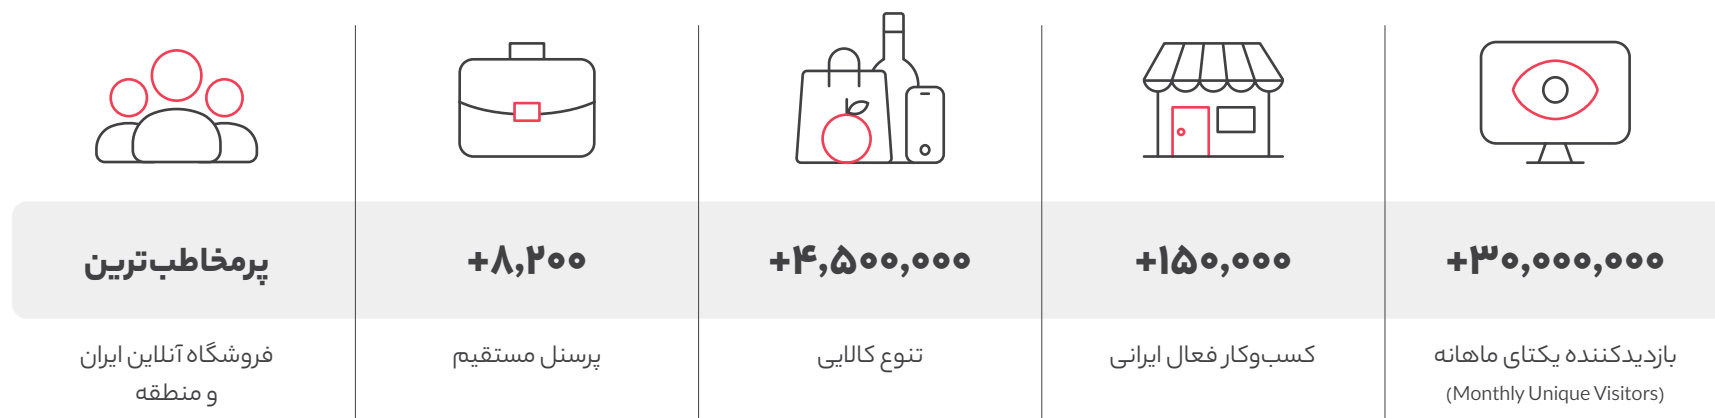 +۳۰,۰۰۰,۰۰۰
بازدیدکننده یکتای ماهانه
(Monthly Unique Visitors)
+۱۵۰,۰۰۰
کسب‌وکار فعال ایرانی
+۴,۵۰۰,۰۰۰
تنوع کالایی
+۸,۲۰۰
پرسنل مستقیم
پرمخاطب‌ترین
فروشگاه آنلاین ایران
و منطقه